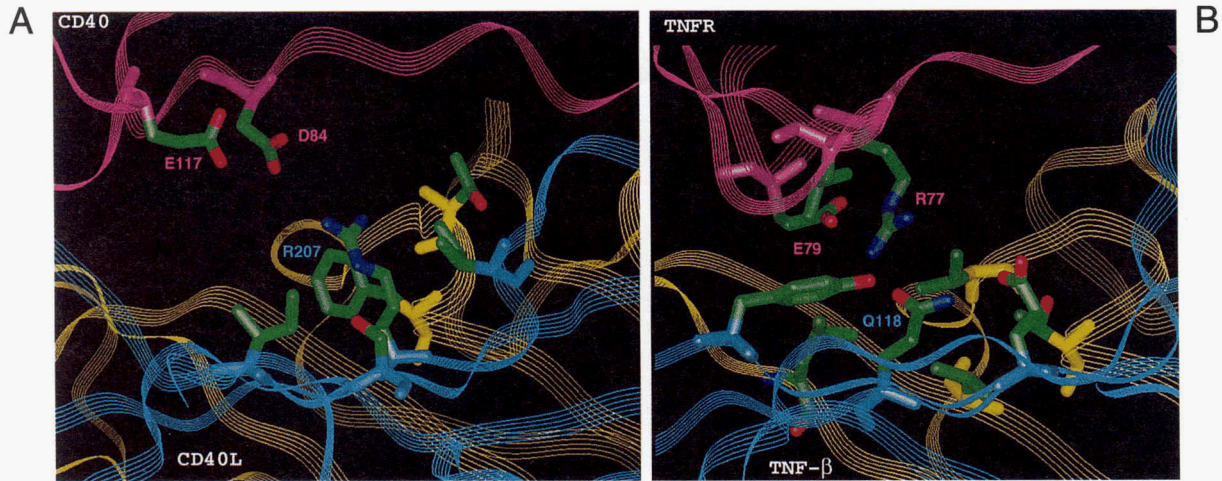 A
CD40
D84
E117
R207
CD40L
B
TNFR
R77
E79
Q118
TNF-β